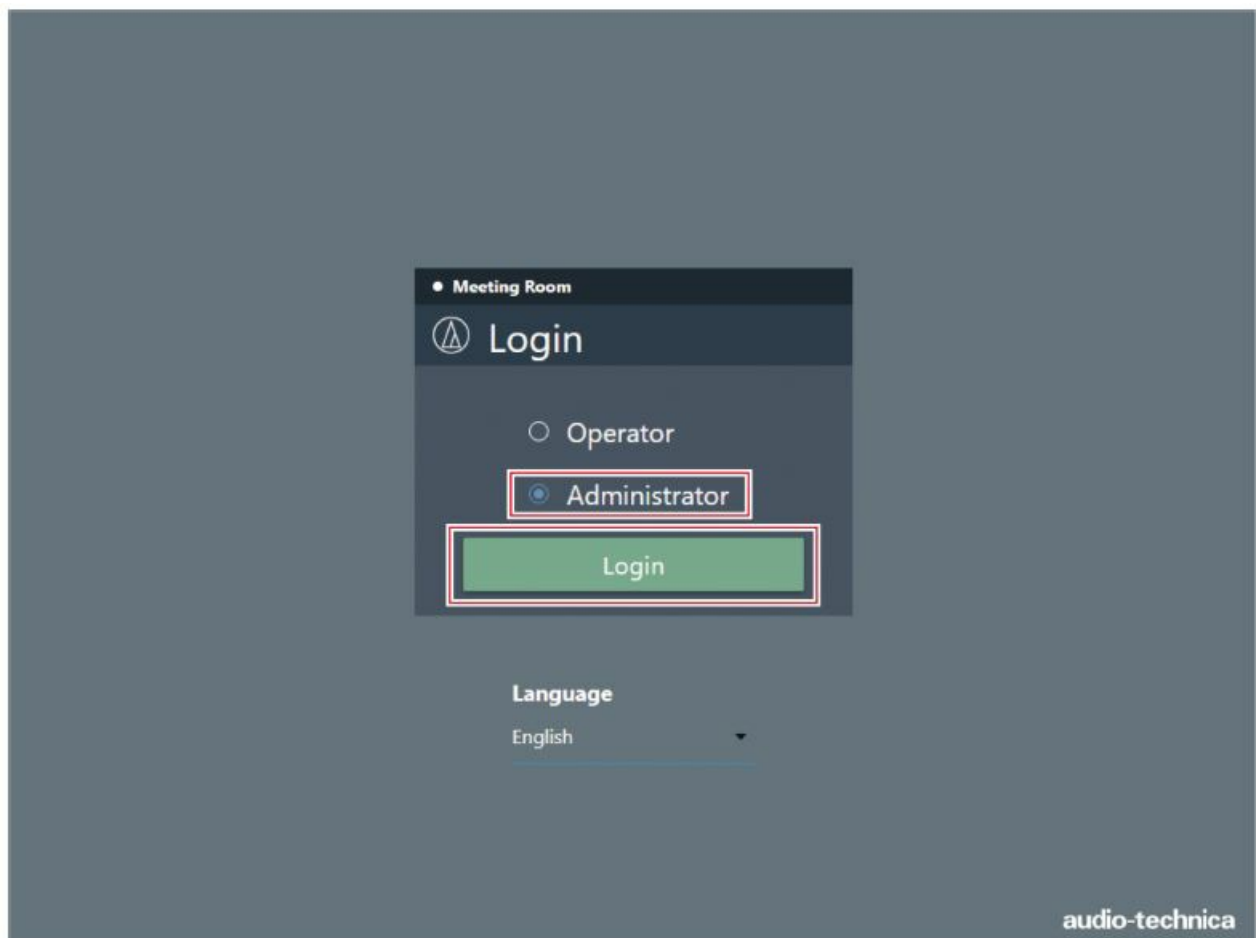 Meeting Room
Login
Operator
Administrator
Login
Language
English
audio-technica